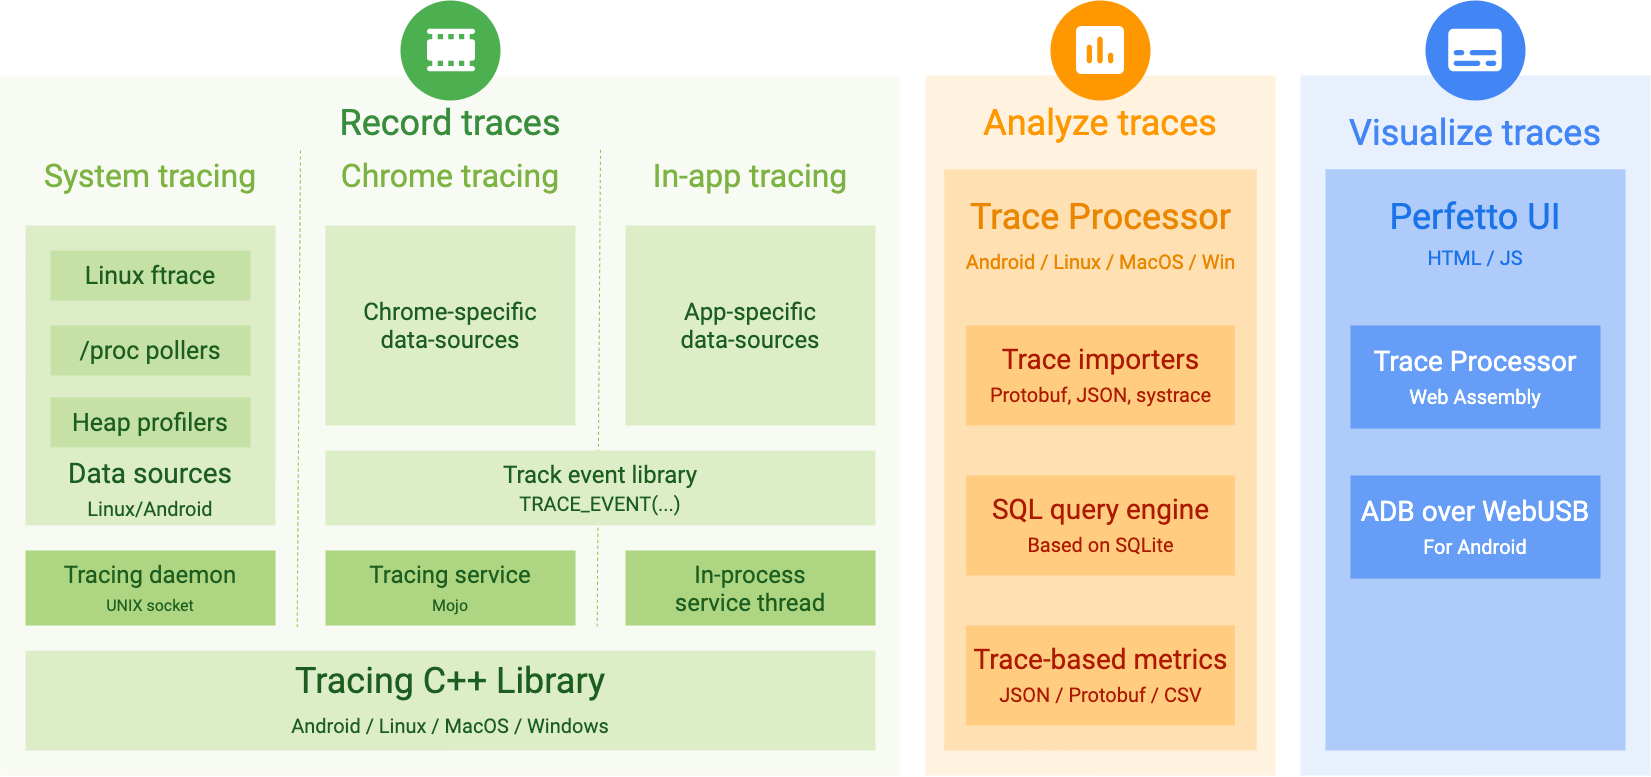 Record traces
System tracing
Linux ftrace
/proc pollers
Heap profilers
Data sources
Linux/Android
Tracing daemon
UNIX socket
Chrome tracing
Chrome-specific
data-sources
In-app tracing
App-specific
data-sources
Track event library
TRACE_EVENT(...)
Tracing service
Mojo
In-process
service thread
Tracing C++ Library
Android / Linux / MacOS / Windows
Analyze traces
Trace Processor
Android / Linux / MacOS / Win
Trace importers
Protobuf, JSON, systrace
SQL query engine
Based on SQLite
Trace-based metrics
JSON / Protobuf / CSV
Visualize traces
Perfetto UI
HTML / JS
Trace Processor
Web Assembly
ADB over WebUSB
For Android